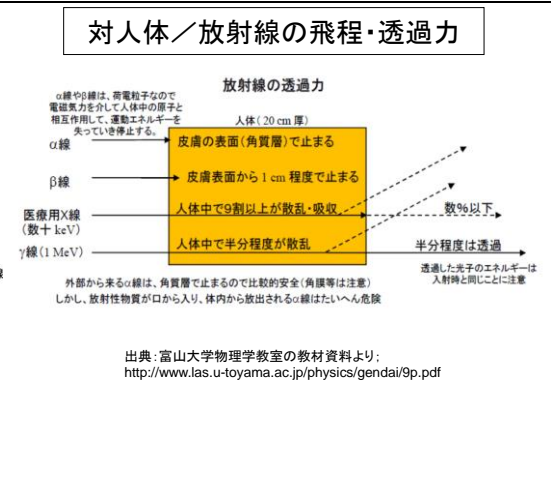 対人体／放射線の飛程・透過力
放射線の透過力
α線やβ線は、荷電粒子なので
電磁気力を介して人体中の原子と
相互作用して、運動エネルギーを
失っていき停止する。
人体（20 cm 厚）
α線
皮膚の表面（角質層）で止まる
β線
皮膚表面から 1 cm 程度で止まる
医療用X線
（数十 keV）
人体中で9割以上が散乱・吸収
数％以下
γ線（1 MeV）
人体中で半分程度が散乱
半分程度は透過
透過した光子のエネルギーは
入射時と同じことに注意
線
外部から来るα線は、角質層で止まるので比較的安全（角膜等は注意）
しかし、放射性物質が口から入り、体内から放出されるα線はたいへん危険
出典：富山大学物理学教室の教材資料より；
http://www.las.u-toyama.ac.jp/physics/gendai/9p.pdf